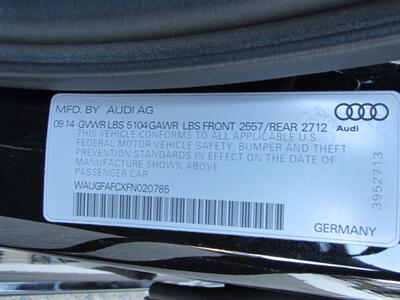 MFD. BY AUDI AG
09 14 GVWR LBS 5104 GAWR LBS FRONT 2557/REAR 2712
THIS VEHICLE CONFORMS TO ALL APPLICABLE U.S.
FEDERAL MOTOR VEHICLE SAFETY, BUMPER AND THEFT
PREVENTION STANDARDS IN EFFECT ON THE DATE OF
MANUFACTURE SHOWN ABOVE
PASSENGER CAR
WAUGFAFCXFN020785
Audi
3952713
GERMANY